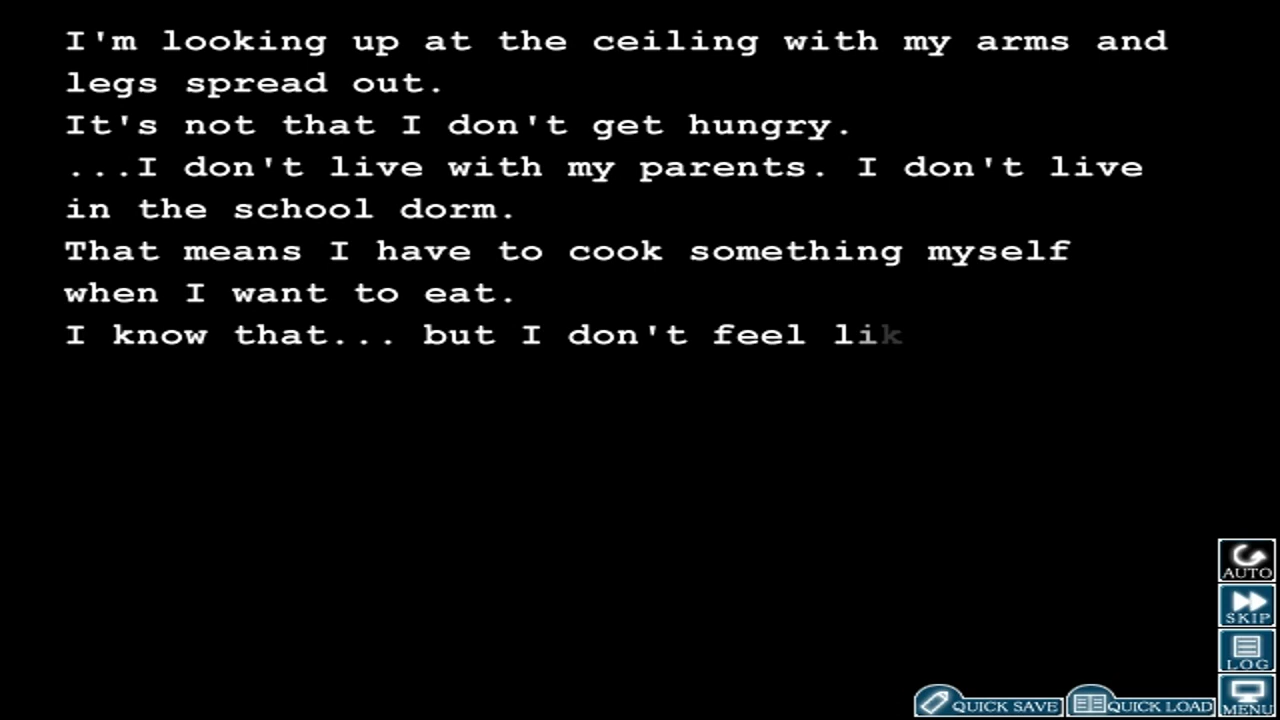 I'm looking up at the ceiling with my arms and
legs spread out.
It's not that I don't get hungry.
...I don't live with my parents. I don't live
in the school dorm.
That means I have to cook something myself
when I want to eat.
I know that... but I don't feel lik
AUTO
SKIP
LOG
QUICK SAVE
QUICK LOAD
MENU